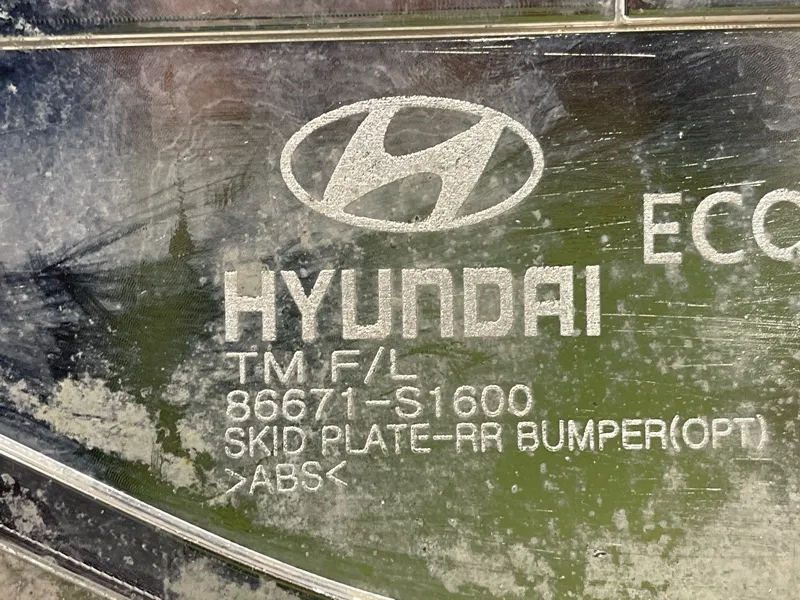 HYUNDAI
ECO
TM F/L
86671-S1600
SKID PLATE-RR BUMPER(OPT)
>ABS<